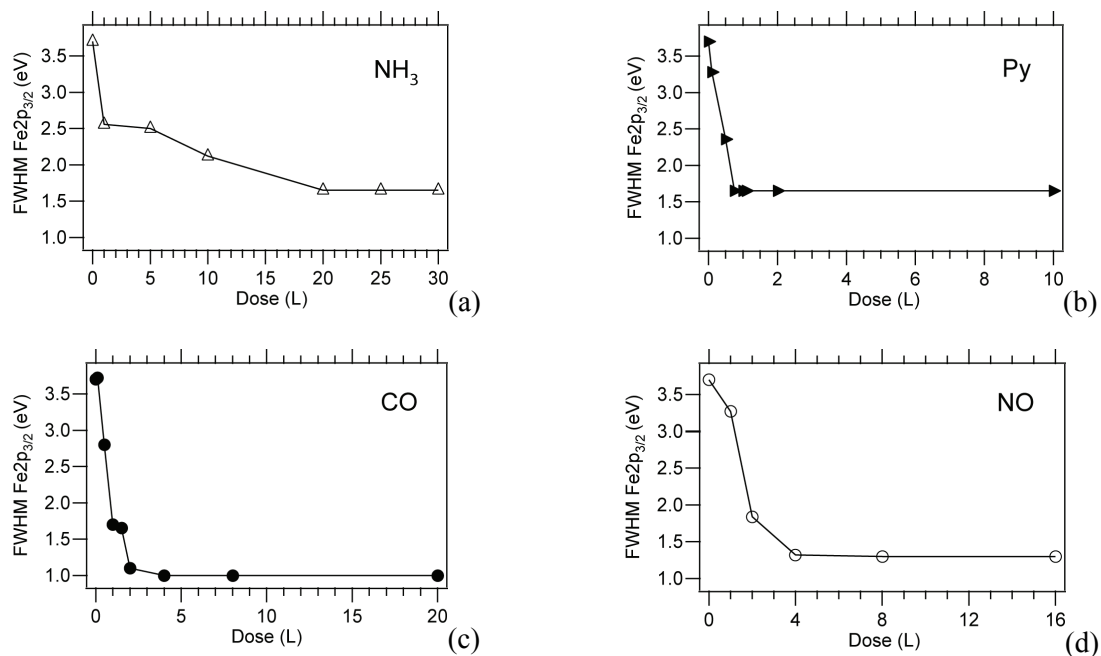 3.5
3.0
2.5
2.0
1.5
1.0
FWHM Fe2p3/2 (eV)
NH3
0 5 10 15 20 25 30
Dose (L)
(a)
3.5
3.0
2.5
2.0
1.5
1.0
FWHM Fe2p3/2 (eV)
Py
0 2 4 6 8 10
Dose (L)
(b)
3.5
3.0
2.5
2.0
1.5
1.0
FWHM Fe2p3/2 (eV)
CO
0 5 10 15 20
Dose (L)
(c)
3.5
3.0
2.5
2.0
1.5
1.0
FWHM Fe2p3/2 (eV)
NO
0 4 8 12 16
Dose (L)
(d)